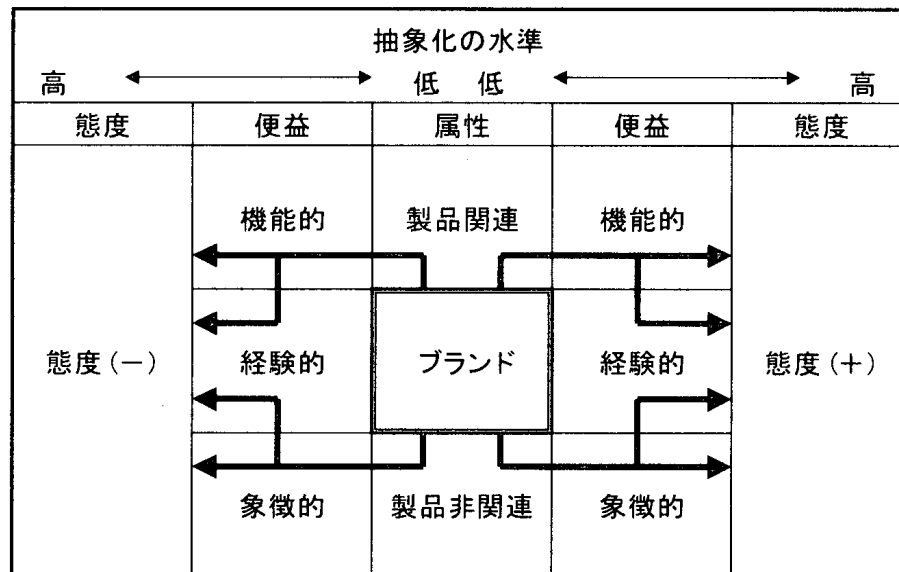 抽象化の水準
高 低 低 高
態度 便益 属性 便益 態度
機能的 製品関連 機能的
態度(－) 経験的 ブランド 経験的 態度(＋)
象徴的 製品非関連 象徴的